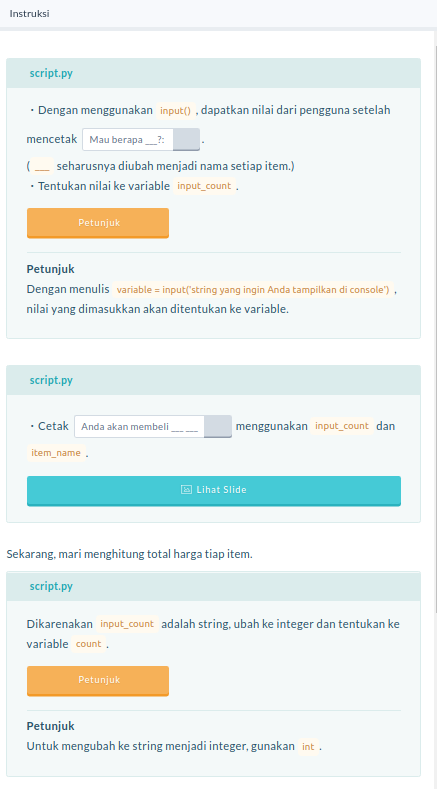 Instruksi
script.py
・Dengan menggunakan input() , dapatkan nilai dari pengguna setelah
mencetak Mau berapa ___?: .
( ___ seharusnya diubah menjadi nama setiap item.)
・Tentukan nilai ke variable input_count .
Petunjuk
Petunjuk
Dengan menulis variable = input('string yang ingin Anda tampilkan di console') ,
nilai yang dimasukkan akan ditentukan ke variable.
script.py
・Cetak Anda akan membeli ___ ___ menggunakan input_count dan
item_name .
Lihat Slide
Sekarang, mari menghitung total harga tiap item.
script.py
Dikarenakan input_count adalah string, ubah ke integer dan tentukan ke
variable count .
Petunjuk
Petunjuk
Untuk mengubah ke string menjadi integer, gunakan int .